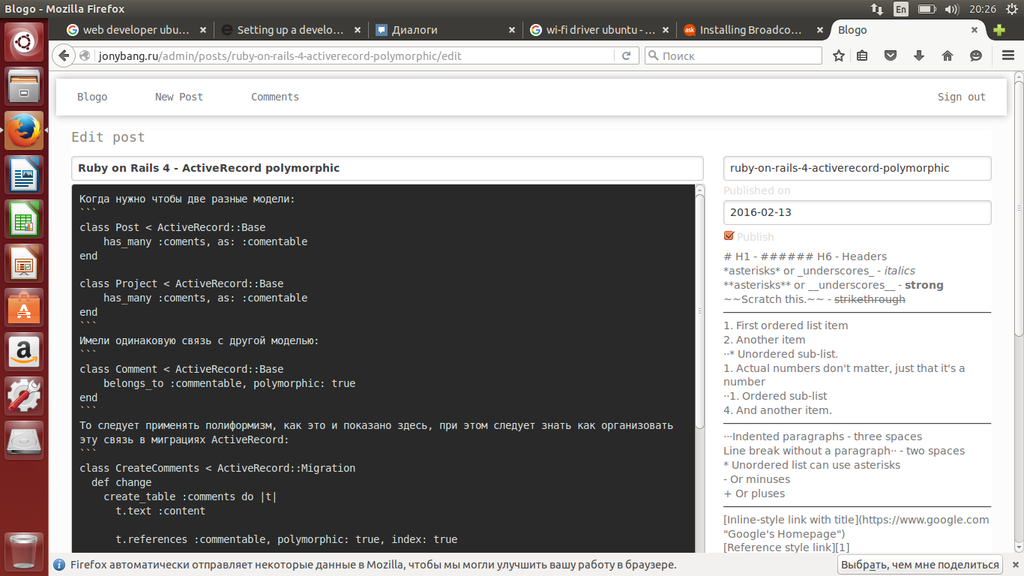 Blogo - Mozilla Firefox
En
20:26
web developer ubu...
Setting up a develo...
Диалоги
wi-fi driver ubuntu - ...
ask
Installing Broadco...
Blogo
jonybang.ru/admin/posts/ruby-on-rails-4-activerecord-polymorphic/edit
Поиск
Blogo
New Post
Comments
Sign out
Edit post
Ruby on Rails 4 - ActiveRecord polymorphic
Когда нужно чтобы две разные модели:
```
class Post < ActiveRecord::Base
    has_many :coments, as: :comentable
end

class Project < ActiveRecord::Base
    has_many :coments, as: :comentable
end
```
Имели одинаковую связь с другой моделью:
```
class Comment < ActiveRecord::Base
    belongs_to :commentable, polymorphic: true
end
```
То следует применять полиформизм, как это и показано здесь, при этом следует знать как организовать
эту связь в миграциях ActiveRecord:
```
class CreateComments < ActiveRecord::Migration
  def change
    create_table :comments do |t|
      t.text :content

      t.references :commentable, polymorphic: true, index: true
ruby-on-rails-4-activerecord-polymorphic
Published on
2016-02-13
Publish
# H1 - ###### H6 - Headers
*asterisks* or _underscores_ - italics
**asterisks** or __underscores__ - strong
~~Scratch this.~~ - strikethrough
1. First ordered list item
2. Another item
··* Unordered sub-list.
1. Actual numbers don't matter, just that it's a
number
··1. Ordered sub-list
4. And another item.
···Indented paragraphs - three spaces
Line break without a paragraph·· - two spaces
* Unordered list can use asterisks
- Or minuses
+ Or pluses
[Inline-style link with title](https://www.google.com
"Google's Homepage")
[Reference style link][1]
Firefox автоматически отправляет некоторые данные в Mozilla, чтобы мы могли улучшить вашу работу в браузере.
Выбрать, чем мне поделиться